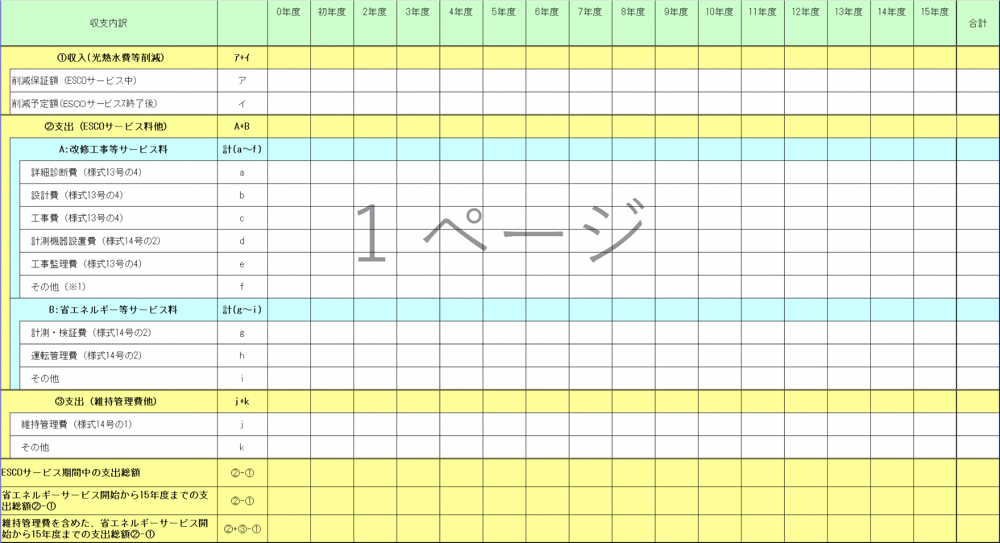 収支内訳 0年度 初年度 2年度 3年度 4年度 5年度 6年度 7年度 8年度 9年度 10年度 11年度 12年度 13年度 14年度 15年度 合計
①収入(光熱水費等削減) ｱ+ｲ
削減保証額（ESCOサービス中） ア
削減予定額(ESCOサービスｽ終了後) イ
②支出（ESCOサービス料他） A+B
A:改修工事等サービス料 計(a～f)
詳細診断費（様式13号の4） a
設計費（様式13号の4） b
工事費（様式13号の4） c
計測機器設置費（様式14号の2） d
工事監理費（様式13号の4） e
その他（※1） f
B:省エネルギー等サービス料 計(g～i)
計測・検証費（様式14号の2） g
運転管理費（様式14号の2） h
その他 i
③支出（維持管理費他） j+k
維持管理費（様式14号の1） j
その他 k
ESCOサービス期間中の支出総額 ②-①
省エネルギーサービス開始から15年度までの支
出総額②-① ②-①
維持管理費を含めた、省エネルギーサービス開
始から15年度までの支出総額②-① ②+③-①
1 ページ